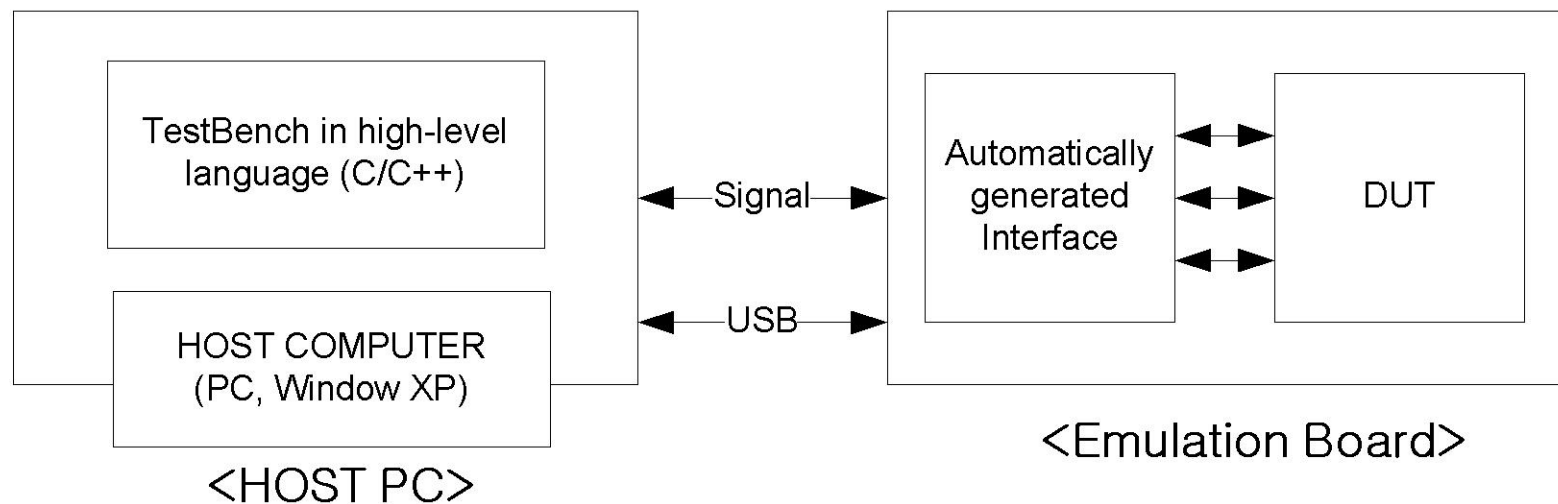 TestBench in high-level
language (C/C++)
HOST COMPUTER
(PC, Window XP)
<HOST PC>
Signal
USB
Automatically
generated
Interface
DUT
<Emulation Board>